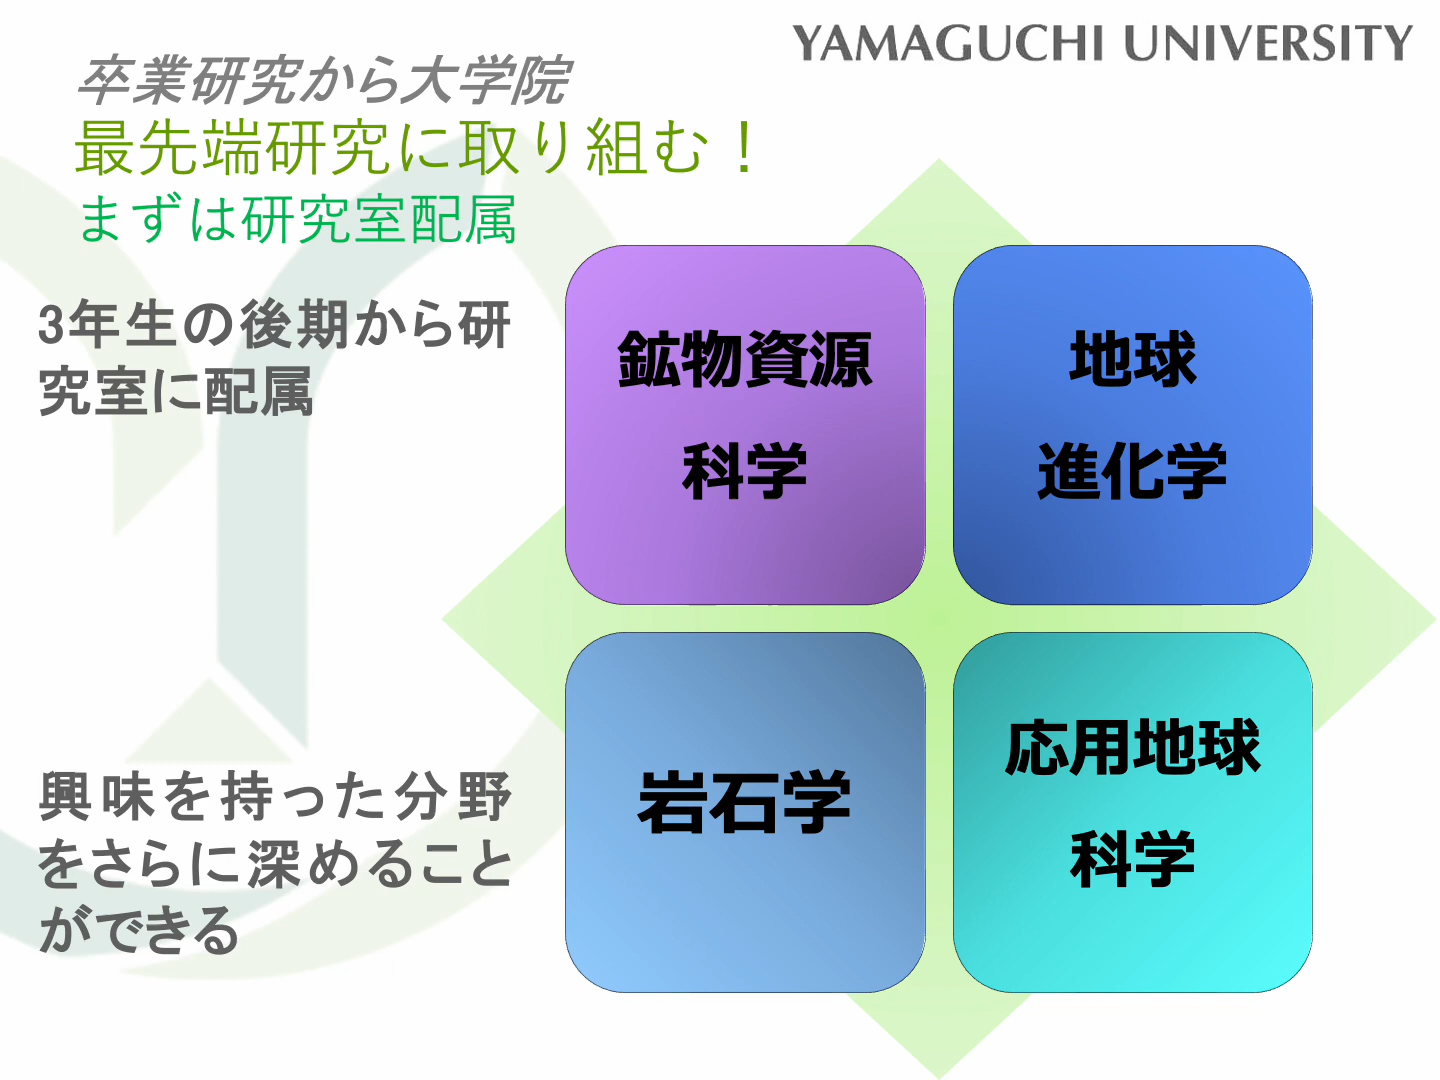 YAMAGUCHI UNIVERSITY
卒業研究から大学院
最先端研究に取り組む！
まずは研究室配属
3年生の後期から研
究室に配属
興味を持った分野
をさらに深めること
ができる
鉱物資源
科学
地球
進化学
岩石学
応用地球
科学